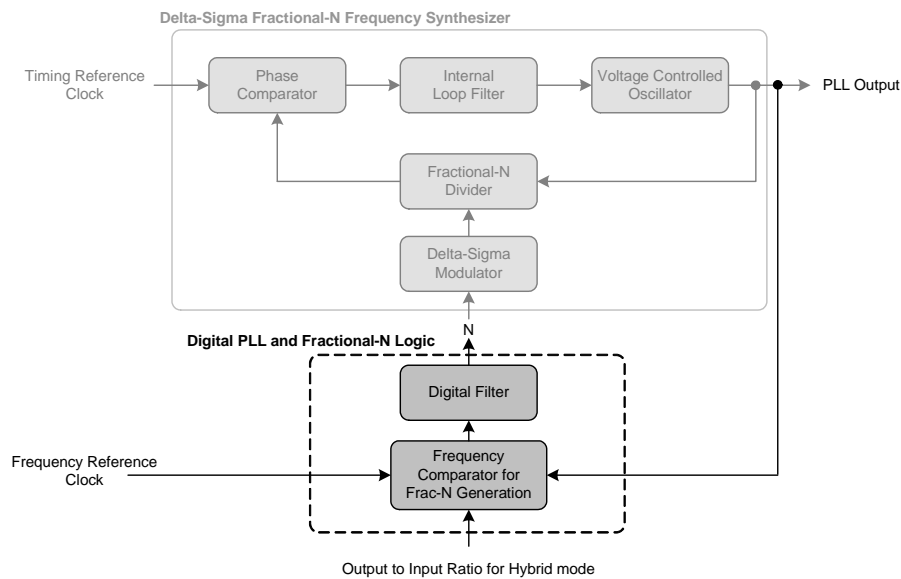 Delta-Sigma Fractional-N Frequency Synthesizer
Timing Reference
Clock
Phase
Comparator
Internal
Loop Filter
Voltage Controlled
Oscillator
PLL Output
Fractional-N
Divider
Delta-Sigma
Modulator
N
Digital PLL and Fractional-N Logic
Digital Filter
Frequency Reference
Clock
Frequency
Comparator for
Frac-N Generation
Output to Input Ratio for Hybrid mode